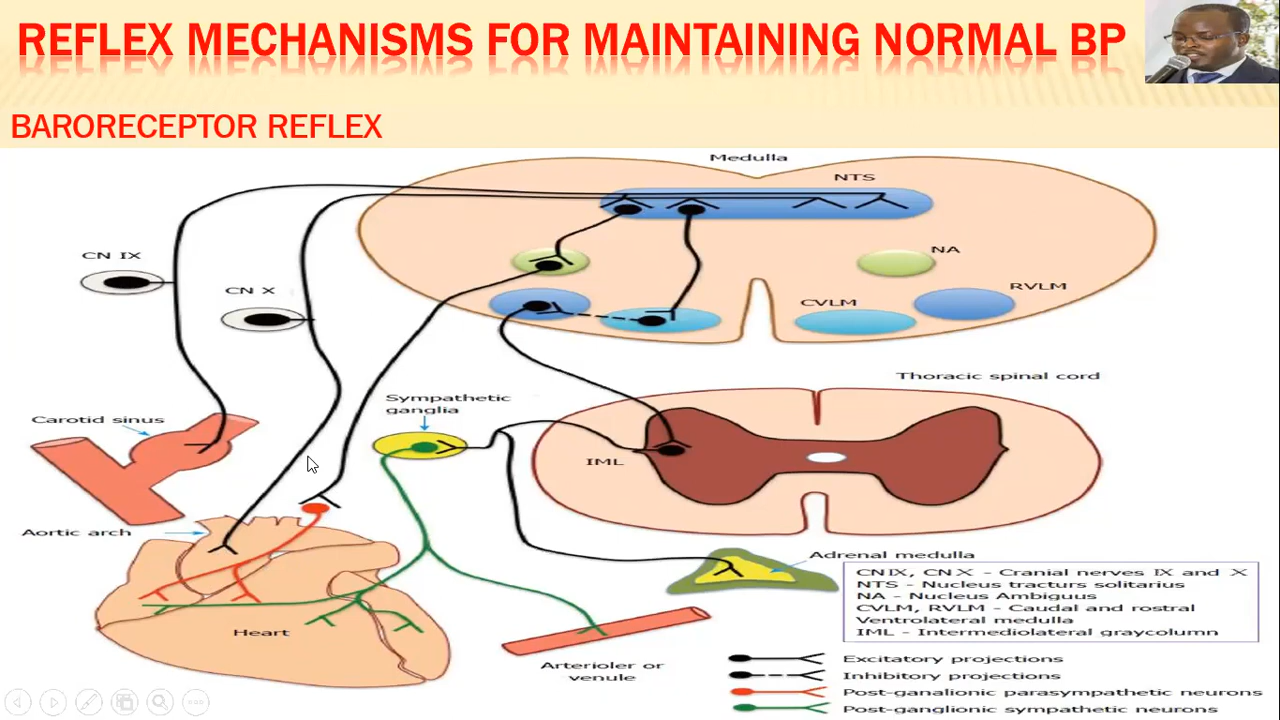 REFLEX MECHANISMS FOR MAINTAINING NORMAL BP
BARORECEPTOR REFLEX
Medulla
NTS
CN IX
NA
CN X
RVLM
CVLM
Thoracic spinal cord
Sympathetic
ganglia
Carotid sinus
IML
Aortic arch
Adrenal medulla
Heart
Arterioler or
venule
CN IX, CN X - Cranial nerves IX and X
NTS - Nucleus tracturs solitarius
NA - Nucleus Ambiguus
CVLM, RVLM - Caudal and rostral
Ventrolateral medulla
IML - Intermediolateral graycolumn
Excitatory projections
Inhibitory projections
Post-ganalionic parasympathetic neurons
Post-ganglionic sympathetic neurons